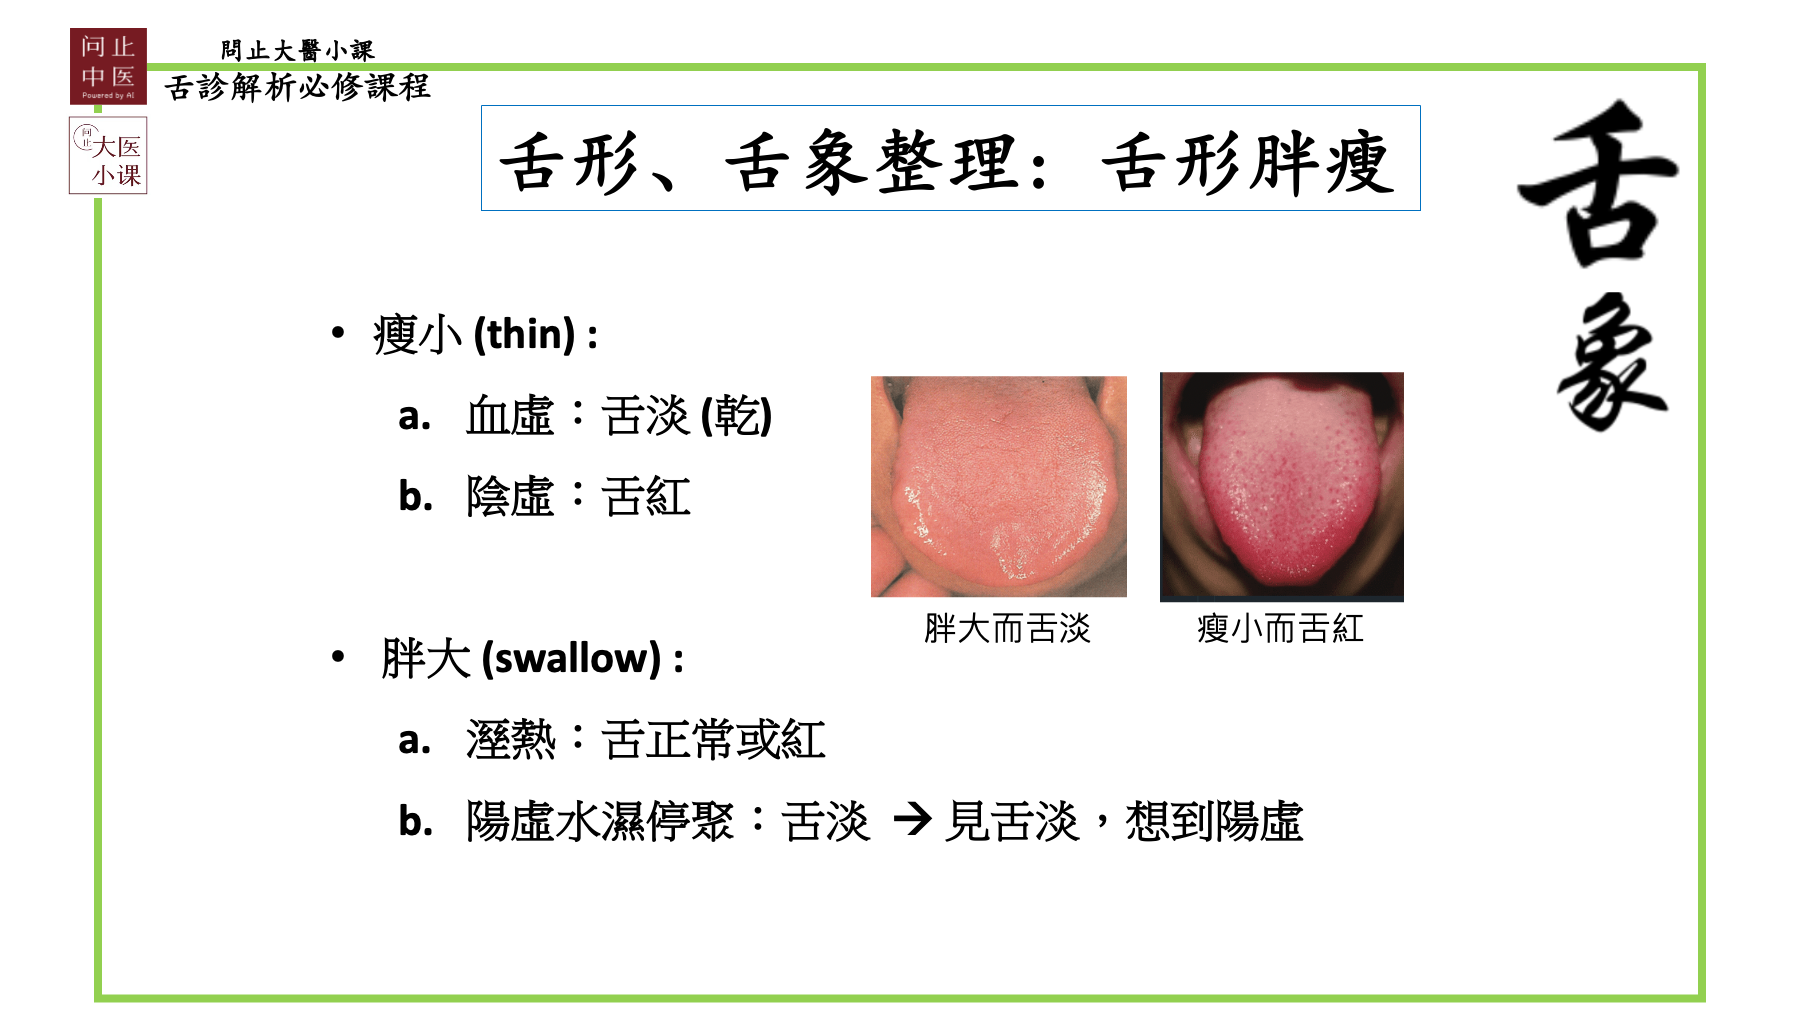 问止
中医
Powered by AI
问止
大医
小课
問止大醫小課
舌診解析必修課程
舌形、舌象整理：舌形胖瘦
舌
象
• 瘦小 (thin) :
a. 血虛：舌淡 (乾)
b. 陰虛：舌紅
胖大而舌淡
瘦小而舌紅
• 胖大 (swallow) :
a. 溼熱：舌正常或紅
b. 陽虛水濕停聚：舌淡 → 見舌淡，想到陽虛